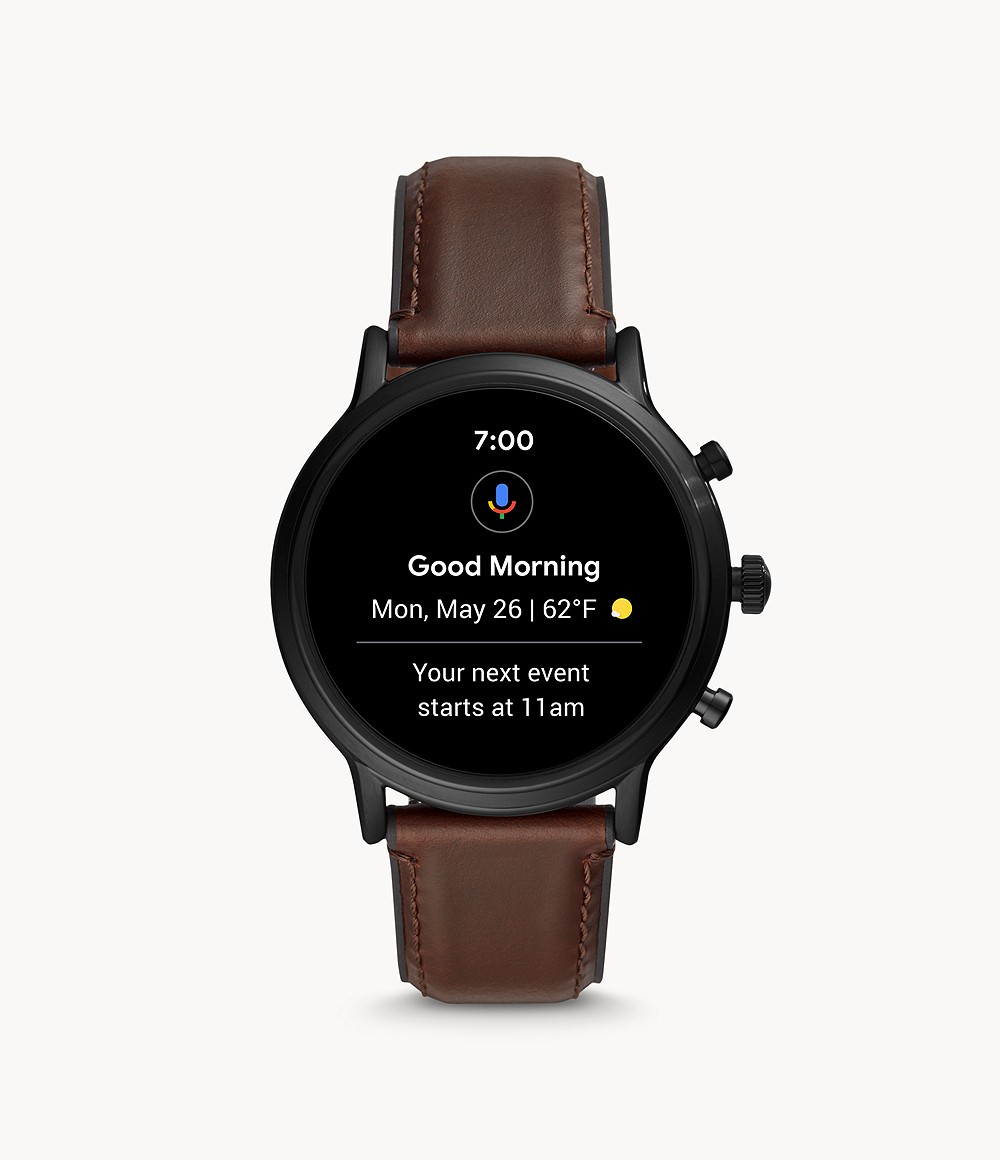 7:00
Good Morning
Mon, May 26 | 62°F
Your next event
starts at 11am